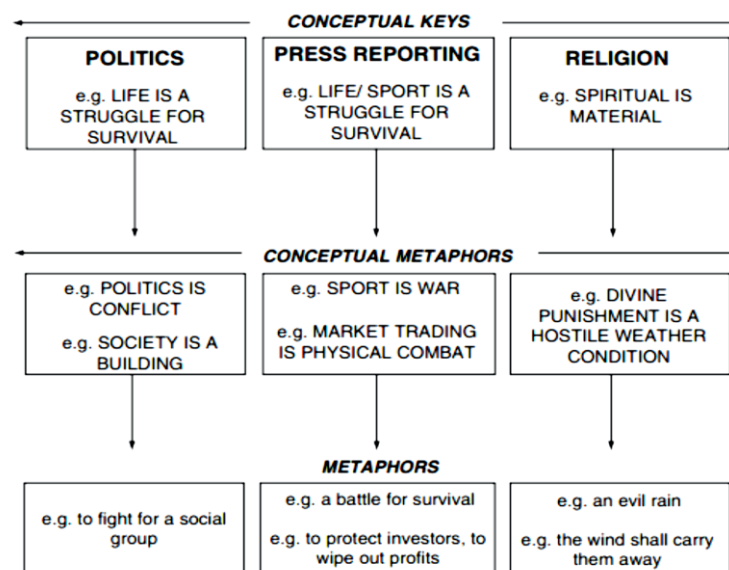 CONCEPTUAL KEYS
POLITICS
e.g. LIFE IS A
STRUGGLE FOR
SURVIVAL
PRESS REPORTING
e.g. LIFE/ SPORT IS A
STRUGGLE FOR
SURVIVAL
RELIGION
e.g. SPIRITUAL IS
MATERIAL
CONCEPTUAL METAPHORS
e.g. POLITICS IS
CONFLICT
e.g. SOCIETY IS A
BUILDING
e.g. SPORT IS WAR
e.g. MARKET TRADING
IS PHYSICAL COMBAT
e.g. DIVINE
PUNISHMENT IS A
HOSTILE WEATHER
CONDITION
METAPHORS
e.g. to fight for a social
group
e.g. a battle for survival
e.g. to protect investors, to
wipe out profits
e.g. an evil rain
e.g. the wind shall carry
them away